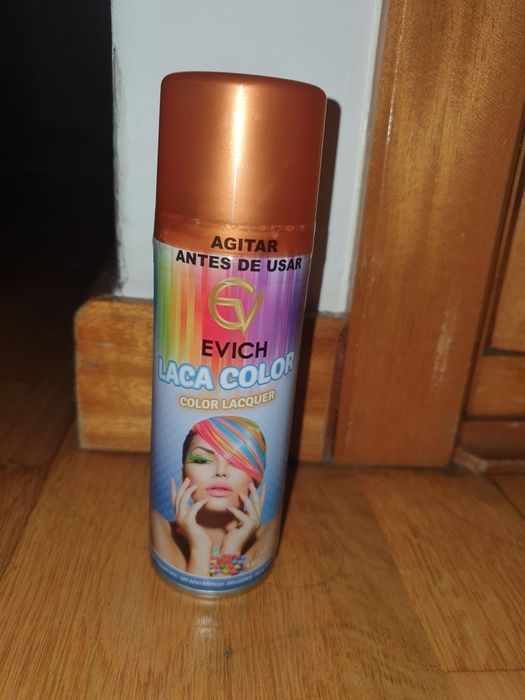 AGITAR
ANTES DE USAR
EV
EVICH
LACA COLOR
COLOR LACQUER